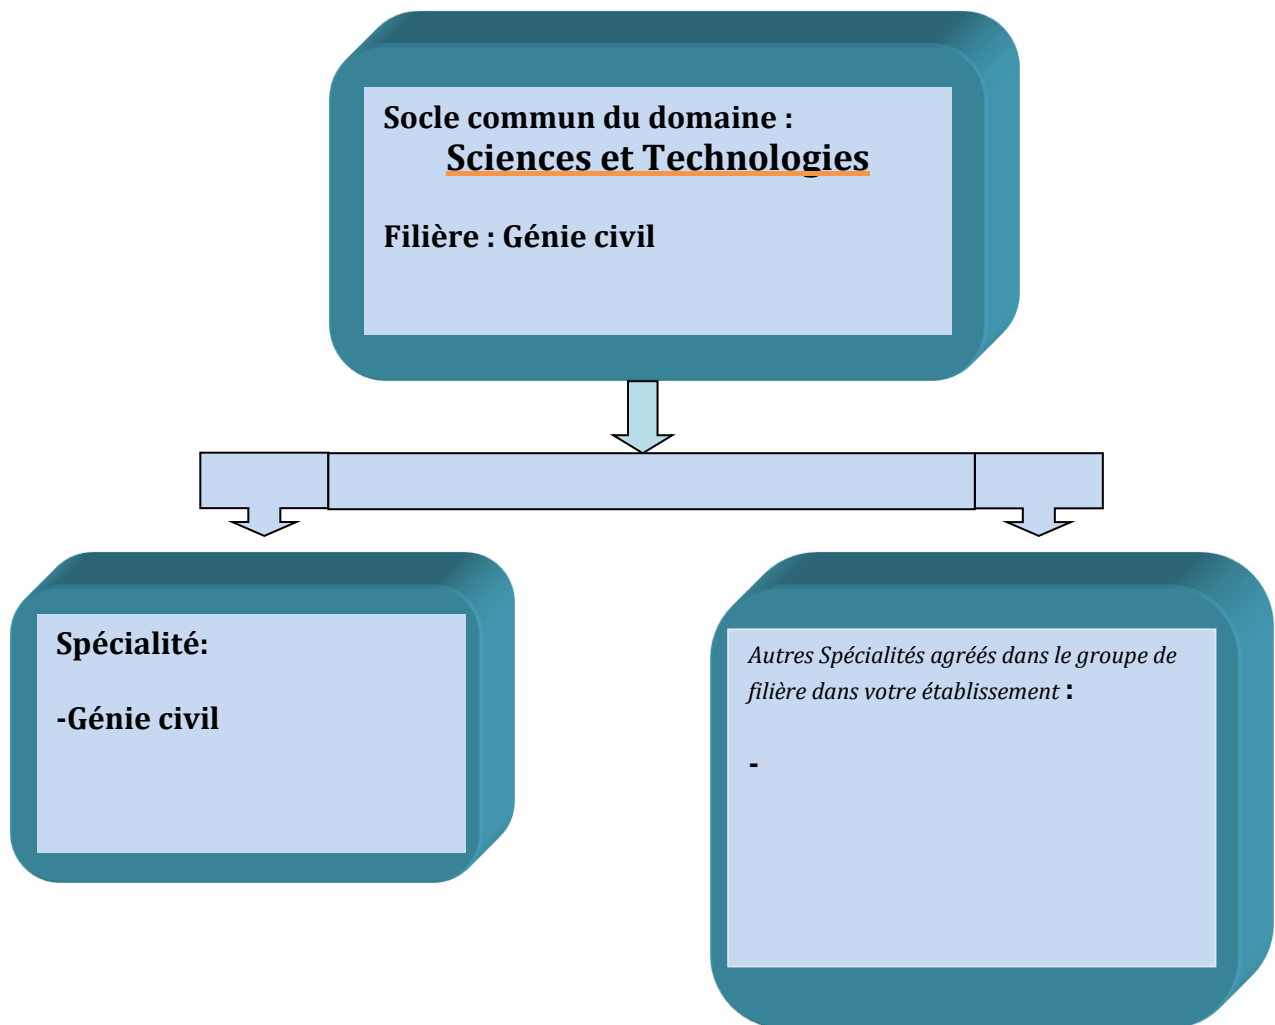 Socle commun du domaine :
Sciences et Technologies
Filière : Génie civil
Spécialité:
-Génie civil
Autres Spécialités agréés dans le groupe de
filière dans votre établissement :
-